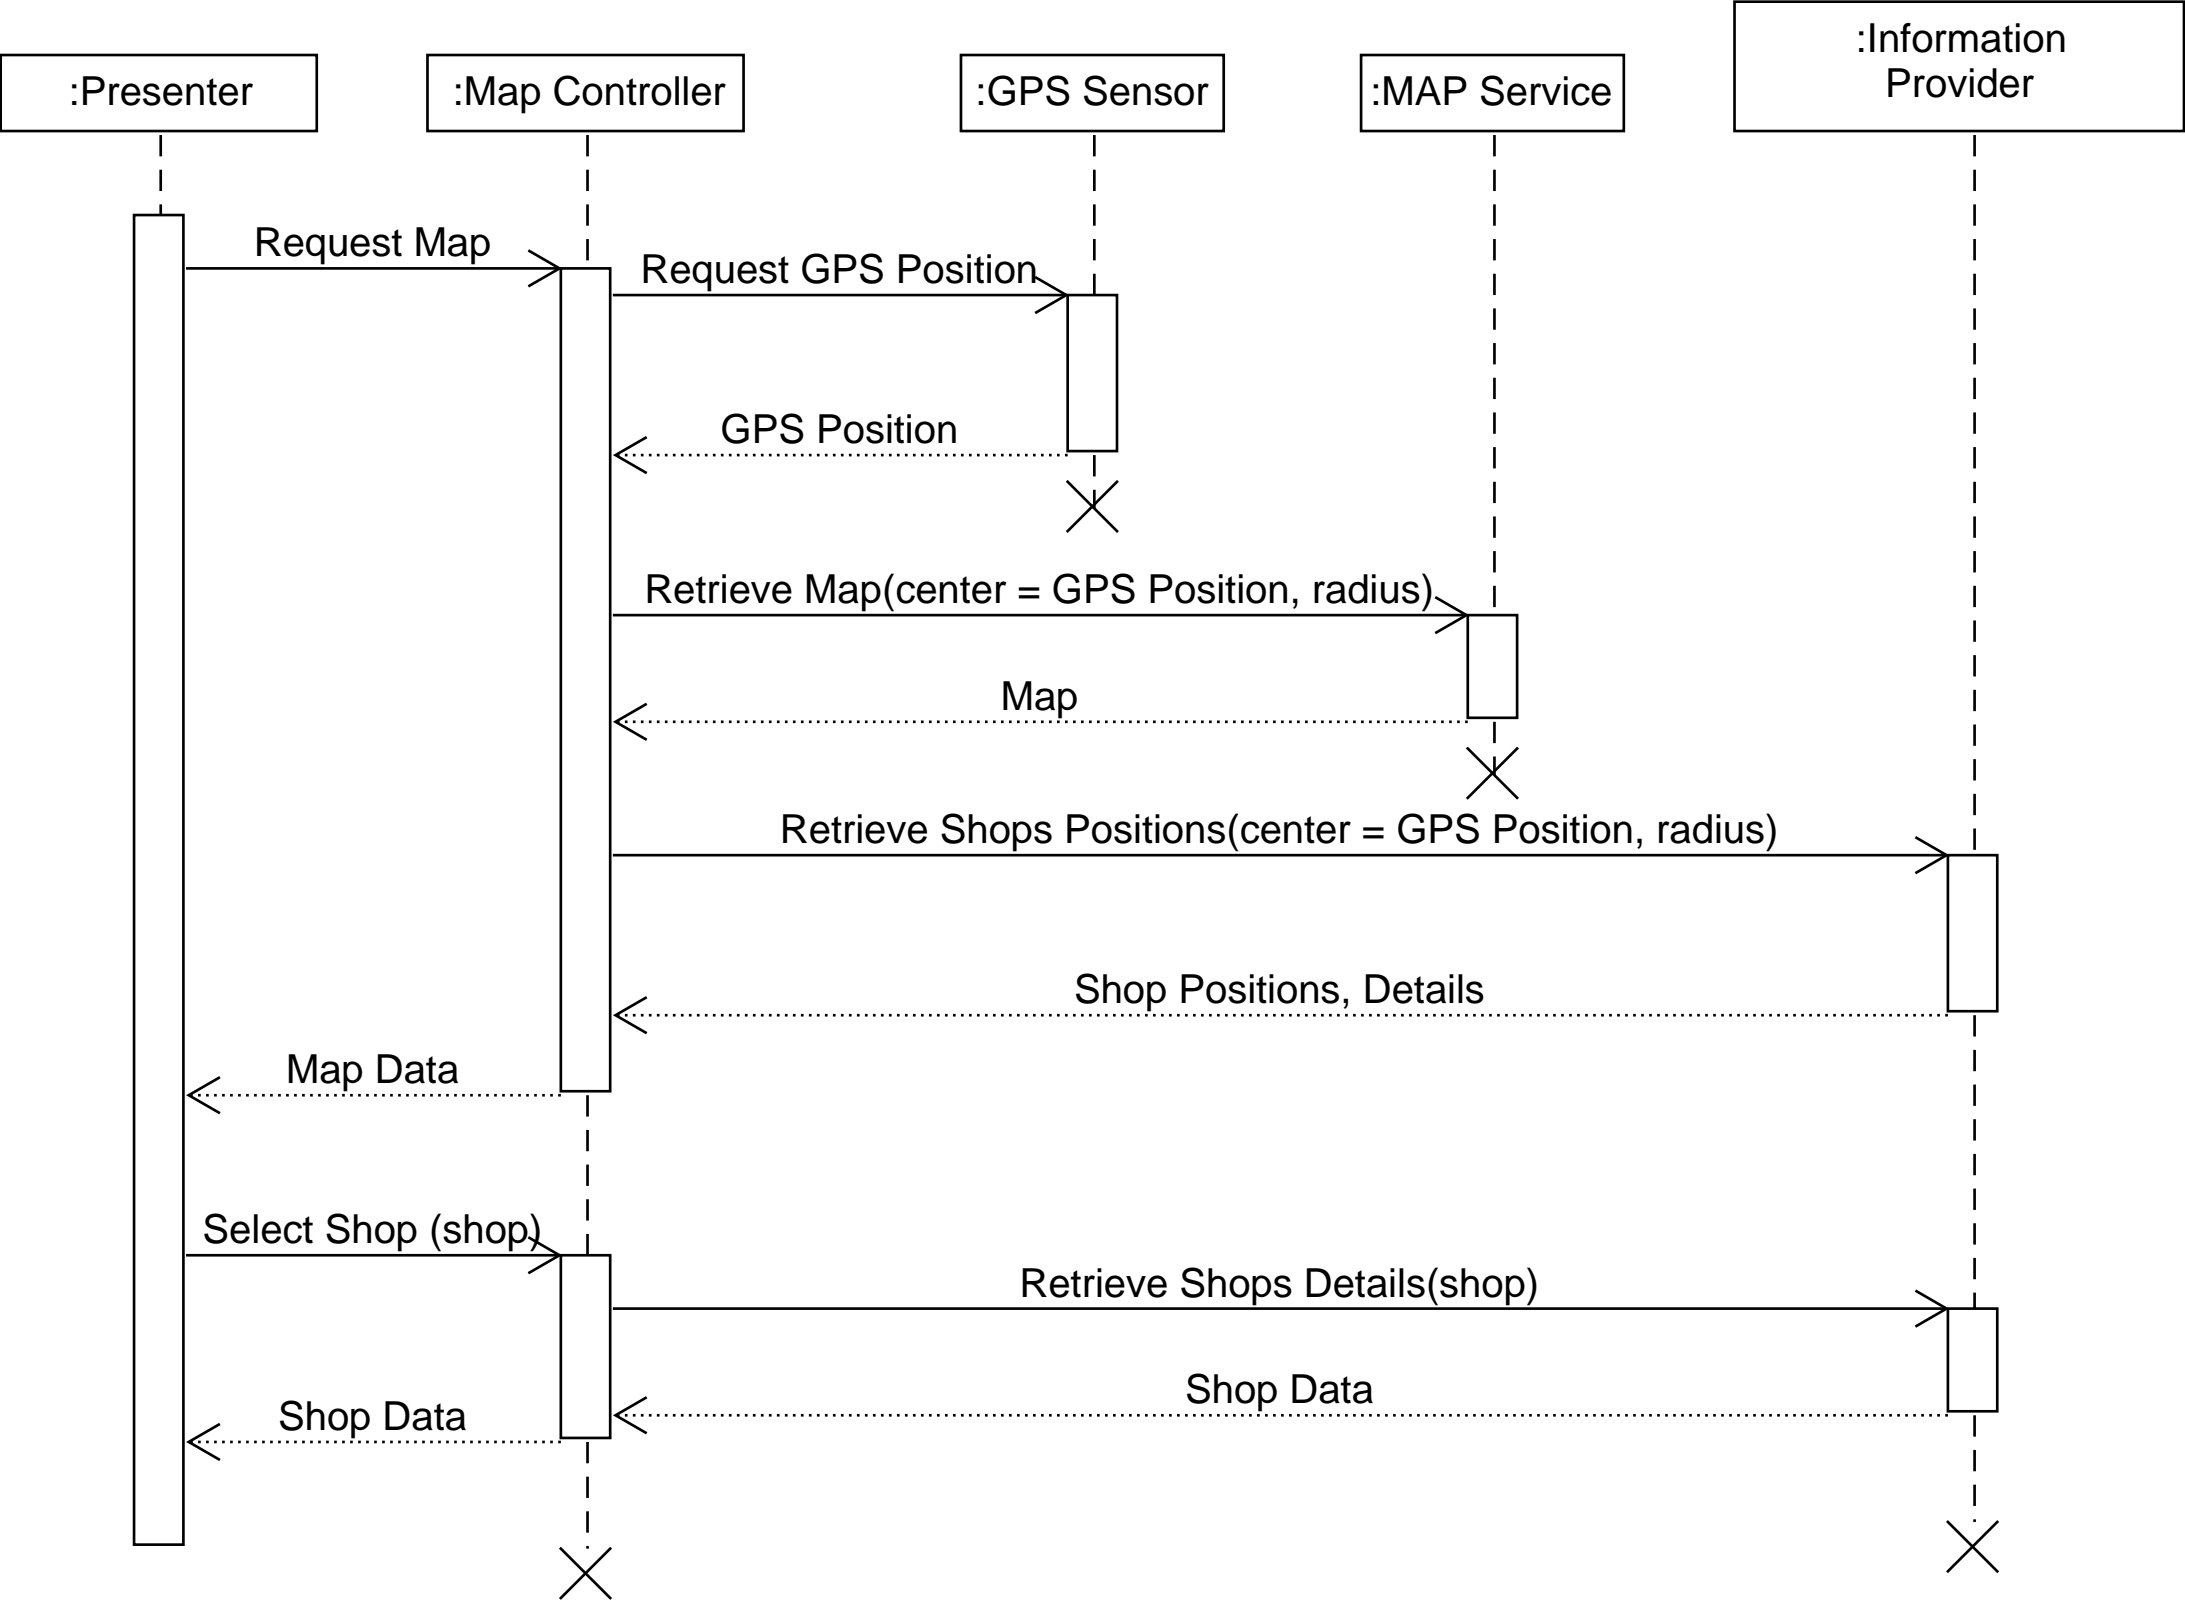 :Presenter
:Map Controller
:GPS Sensor
:MAP Service
:Information
Provider
Request Map
Request GPS Position
GPS Position
Retrieve Map(center = GPS Position, radius)
Map
Retrieve Shops Positions(center = GPS Position, radius)
Shop Positions, Details
Map Data
Select Shop (shop)
Retrieve Shops Details(shop)
Shop Data
Shop Data